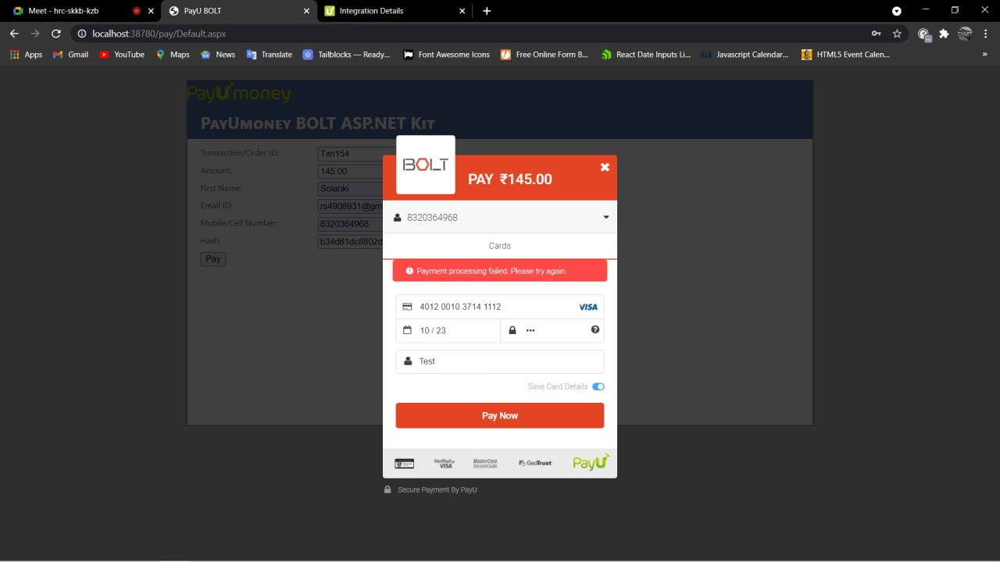 Meet - hrc-skkb-kzb
PayU BOLT
Integration Details
localhost:38780/pay/Default.aspx
Apps Gmail YouTube Maps News Translate Tailblocks — Ready... Font Awesome Icons Free Online Form B... React Date Inputs Li... Javascript Calendar... HTML5 Event Calen... »
PayUmoney
PayUmoney BOLT ASP.NET Kit
Transaction/Order ID: Txn154
Amount: 145.00
First Name: Solanki
Email ID: rs4908931@gm
Mobile/Cell Number: 8320364968
Hash: b34d61dc8802d
Pay
BOLT
PAY ₹145.00
8320364968
Cards
Payment processing failed. Please try again.
4012 0010 3714 1112 VISA
10 / 23 •••
Test
Save Card Details
Pay Now
Verified by VISA
MasterCard. SecureCode.
GeoTrust
PayU
Secure Payment By PayU